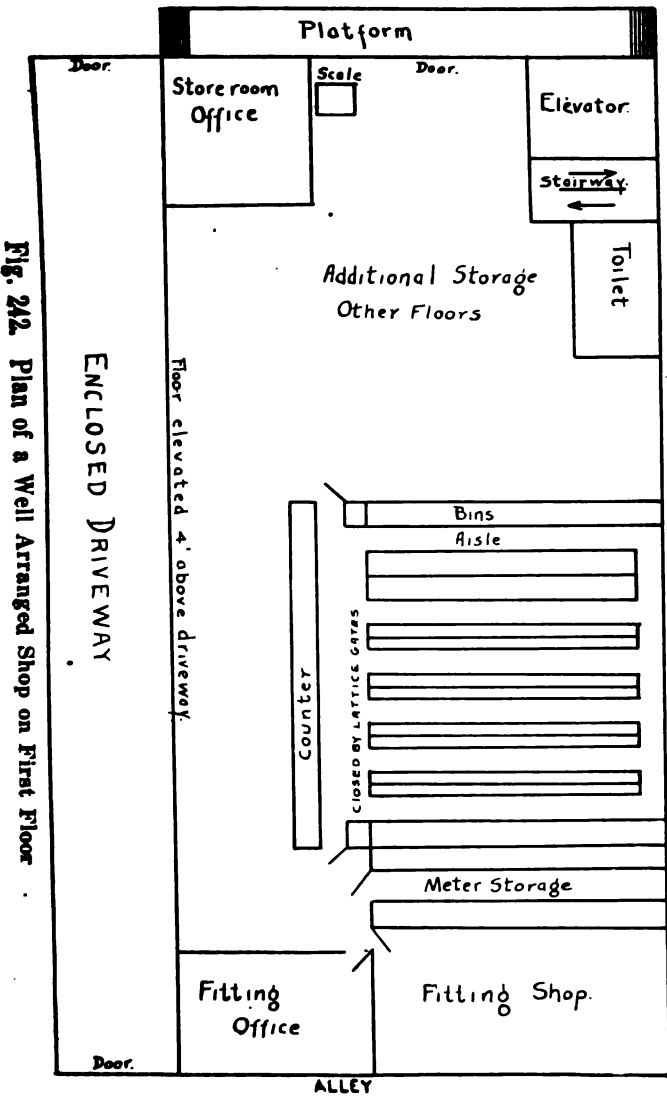 Platform
Door.
Scale
Door.
Store room
Office
Elevator.
Stairway.
Toilet
Additional Storage
Other Floors
Floor elevated 4' above driveway.
ENCLOSED DRIVEWAY
Fig. 242. Plan of a Well Arranged Shop on First Floor
Bins
Aisle
CLOSED BY LATTICE GATES
Counter
Meter Storage
Fitting
Office
Fitting Shop.
Door.
ALLEY